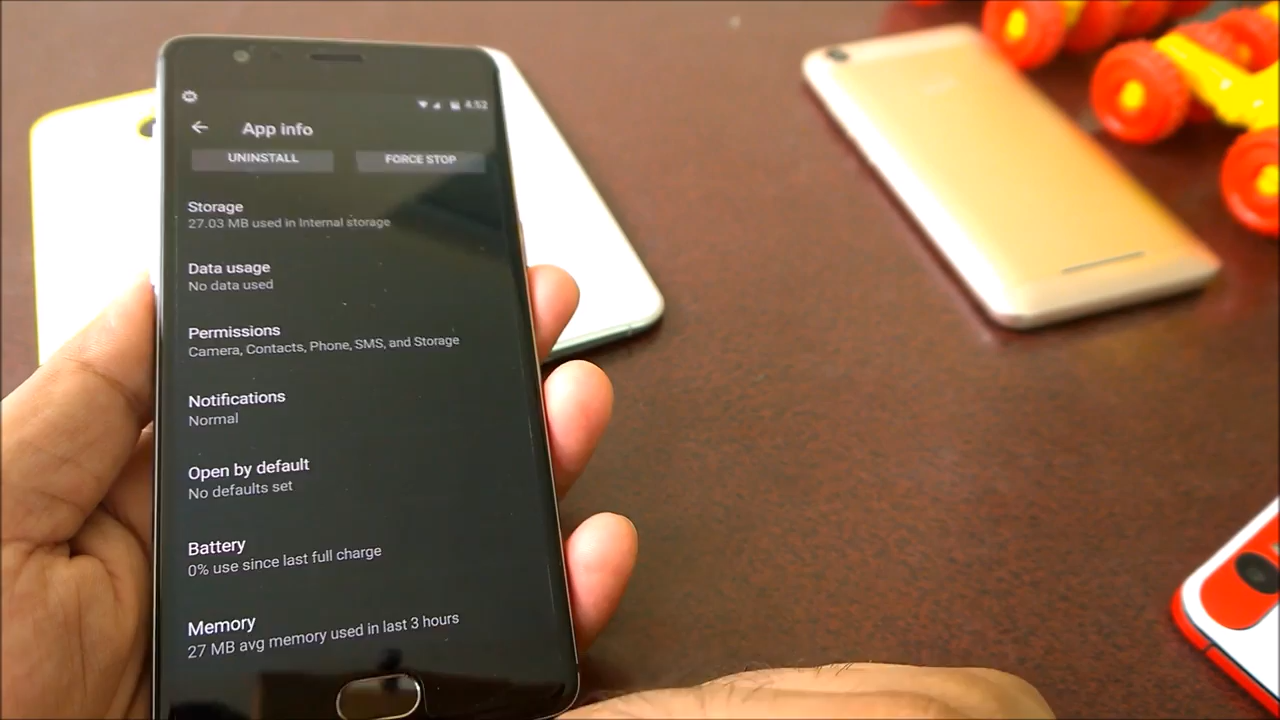 4:52
App info
UNINSTALL FORCE STOP
Storage
27.03 MB used in Internal storage
Data usage
No data used
Permissions
Camera, Contacts, Phone, SMS, and Storage
Notifications
Normal
Open by default
No defaults set
Battery
0% use since last full charge
Memory
27 MB avg memory used in last 3 hours